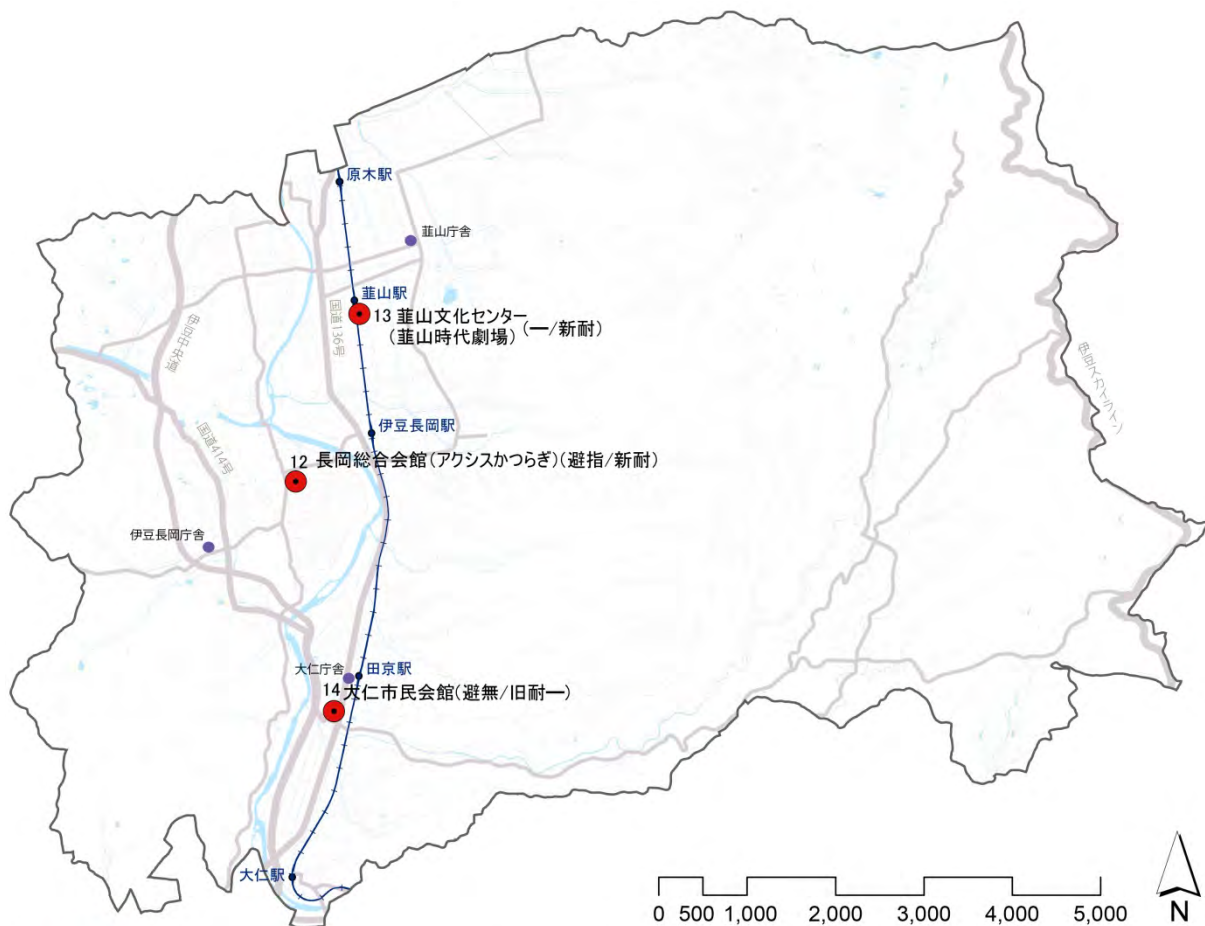 原木駅
韮山庁舎
韮山駅
国道136号
13 韮山文化センター
(韮山時代劇場)
(ー/新耐)
伊豆中央道
伊豆スカイライン
伊豆長岡駅
国道414号
12 長岡総合会館(アクシスかつらぎ)(避指/新耐)
伊豆長岡庁舎
大仁庁舎
田京駅
14 大仁市民会館(避無/旧耐ー)
大仁駅
0 500 1,000 2,000 3,000 4,000 5,000
N